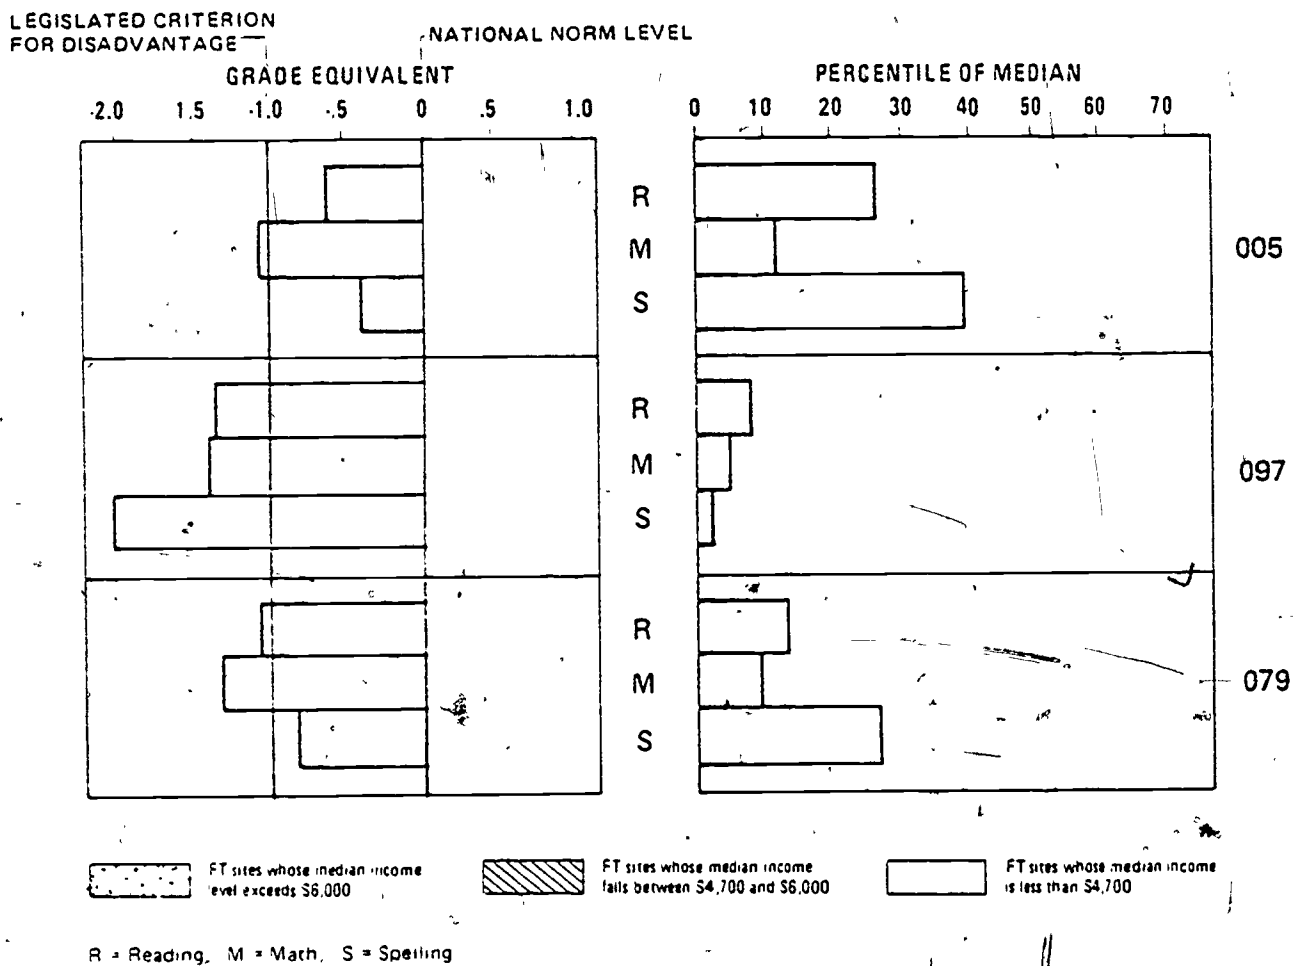 LEGISLATED CRITERION
FOR DISADVANTAGE
NATIONAL NORM LEVEL
GRADE EQUIVALENT
PERCENTILE OF MEDIAN
-2.0 1.5 -1.0 -.5 0 .5 1.0
0 10 20 30 40 50 60 70
R
M
S
005
R
M
S
097
R
M
S
079
FT sites whose median income
level exceeds $6,000
FT sites whose median income
falls between $4,700 and $6,000
FT sites whose median income
is less than $4,700
R = Reading, M = Math, S = Spelling